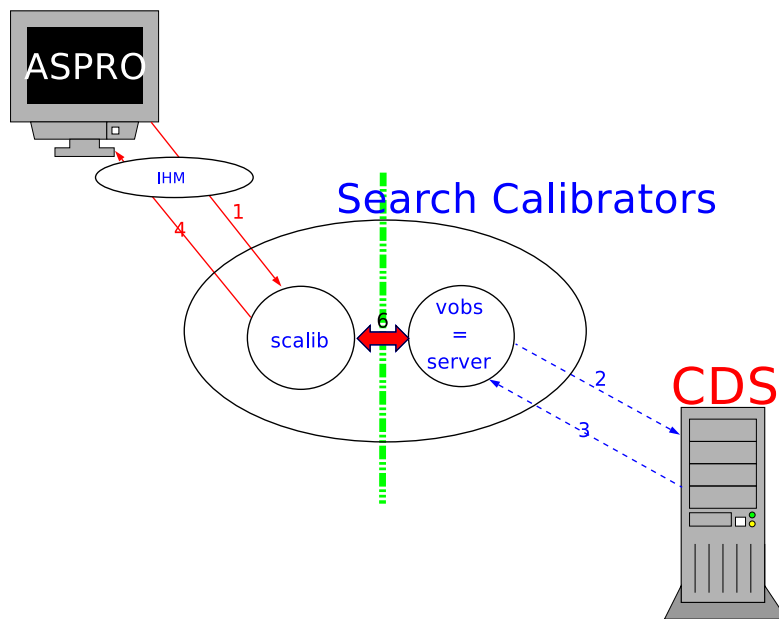 ASPRO
IHM
Search Calibrators
1
4
6
scalib
vobs
=
server
2
3
CDS